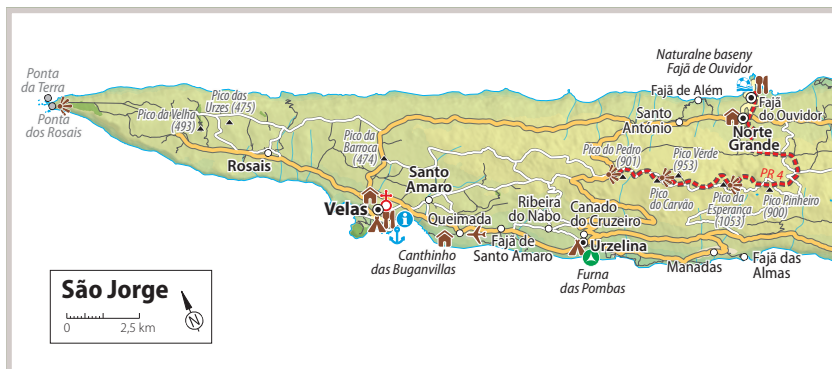 Ponta
da Terra
Ponta
dos Rosais
Pico da Velha
(493)
Pico das
Urzes (475)
Rosais
Pico da
Barroca
(474)
Velas
Santo
Amaro
Queimada
Canthinho
das Buganvillas
Fajã de
Santo Amaro
Ribeira
do Nabo
Canado
do Cruzeiro
Urzelina
Furna
das Pombas
Manadas
Fajã das
Almas
Naturalne baseny
Fajã de Ouvidor
Fajã de Além
Fajã
do Ouvidor
Santo
António
Norte
Grande
Pico do Pedro
(901)
Pico Verde
(953)
PR 4
Pico
do Carvão
Pico da
Esperança
(1053)
Pico Pinheiro
(900)
São Jorge
0 2,5 km
N